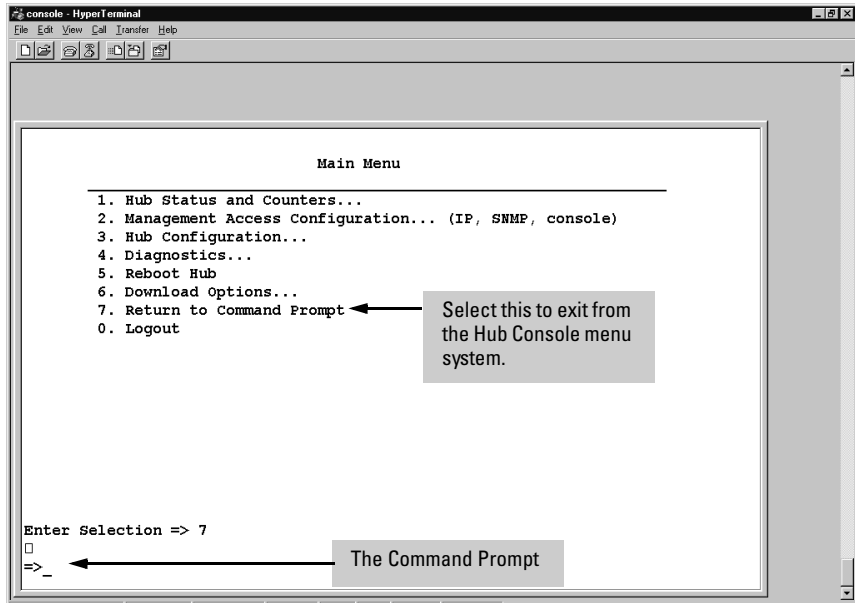 console - HyperTerminal
File Edit View Call Transfer Help
Main Menu
1. Hub Status and Counters...
2. Management Access Configuration... (IP, SNMP, console)
3. Hub Configuration...
4. Diagnostics...
5. Reboot Hub
6. Download Options...
7. Return to Command Prompt
0. Logout
Select this to exit from
the Hub Console menu
system.
Enter Selection => 7
=>_
The Command Prompt